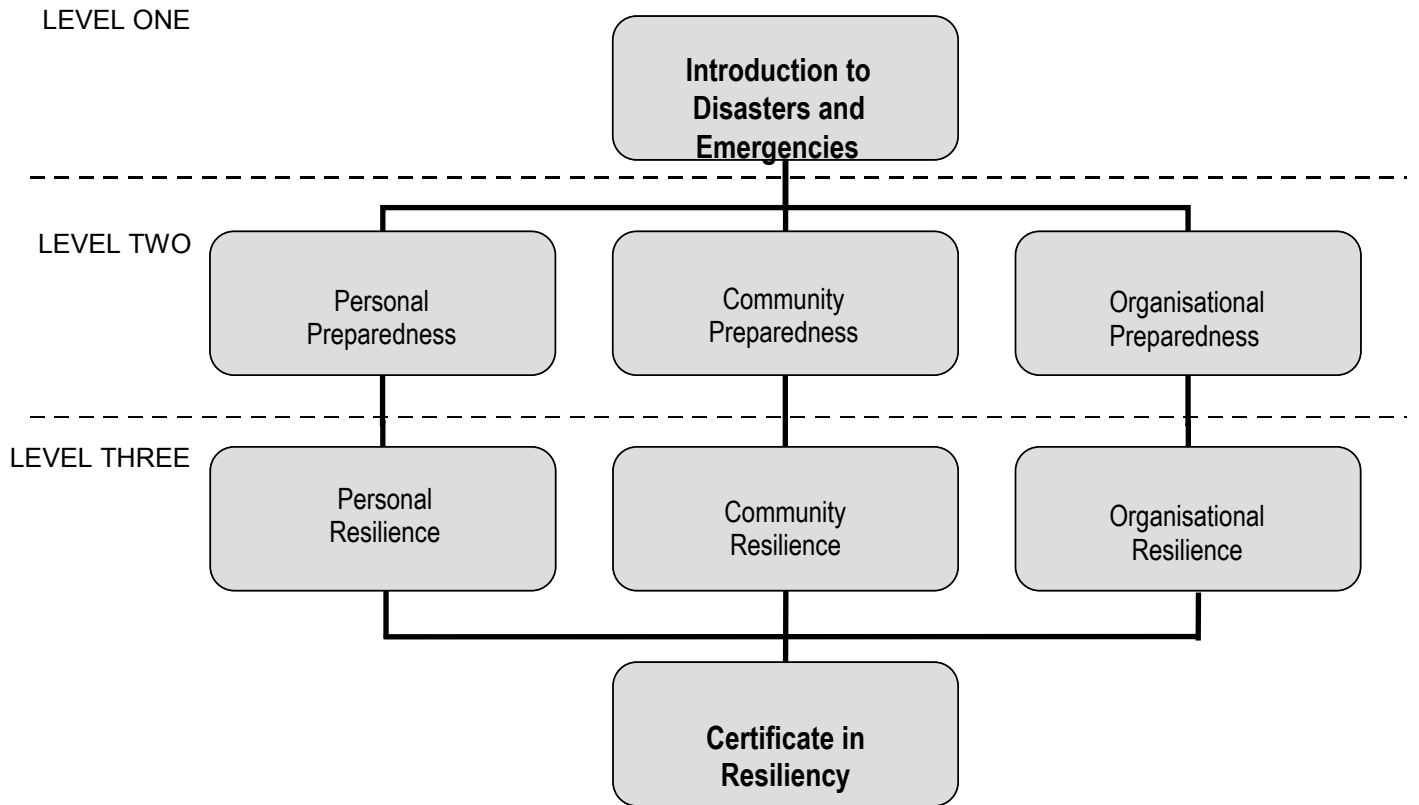 LEVEL ONE
Introduction to
Disasters and
Emergencies
LEVEL TWO
Personal
Preparedness
Community
Preparedness
Organisational
Preparedness
LEVEL THREE
Personal
Resilience
Community
Resilience
Organisational
Resilience
Certificate in
Resiliency